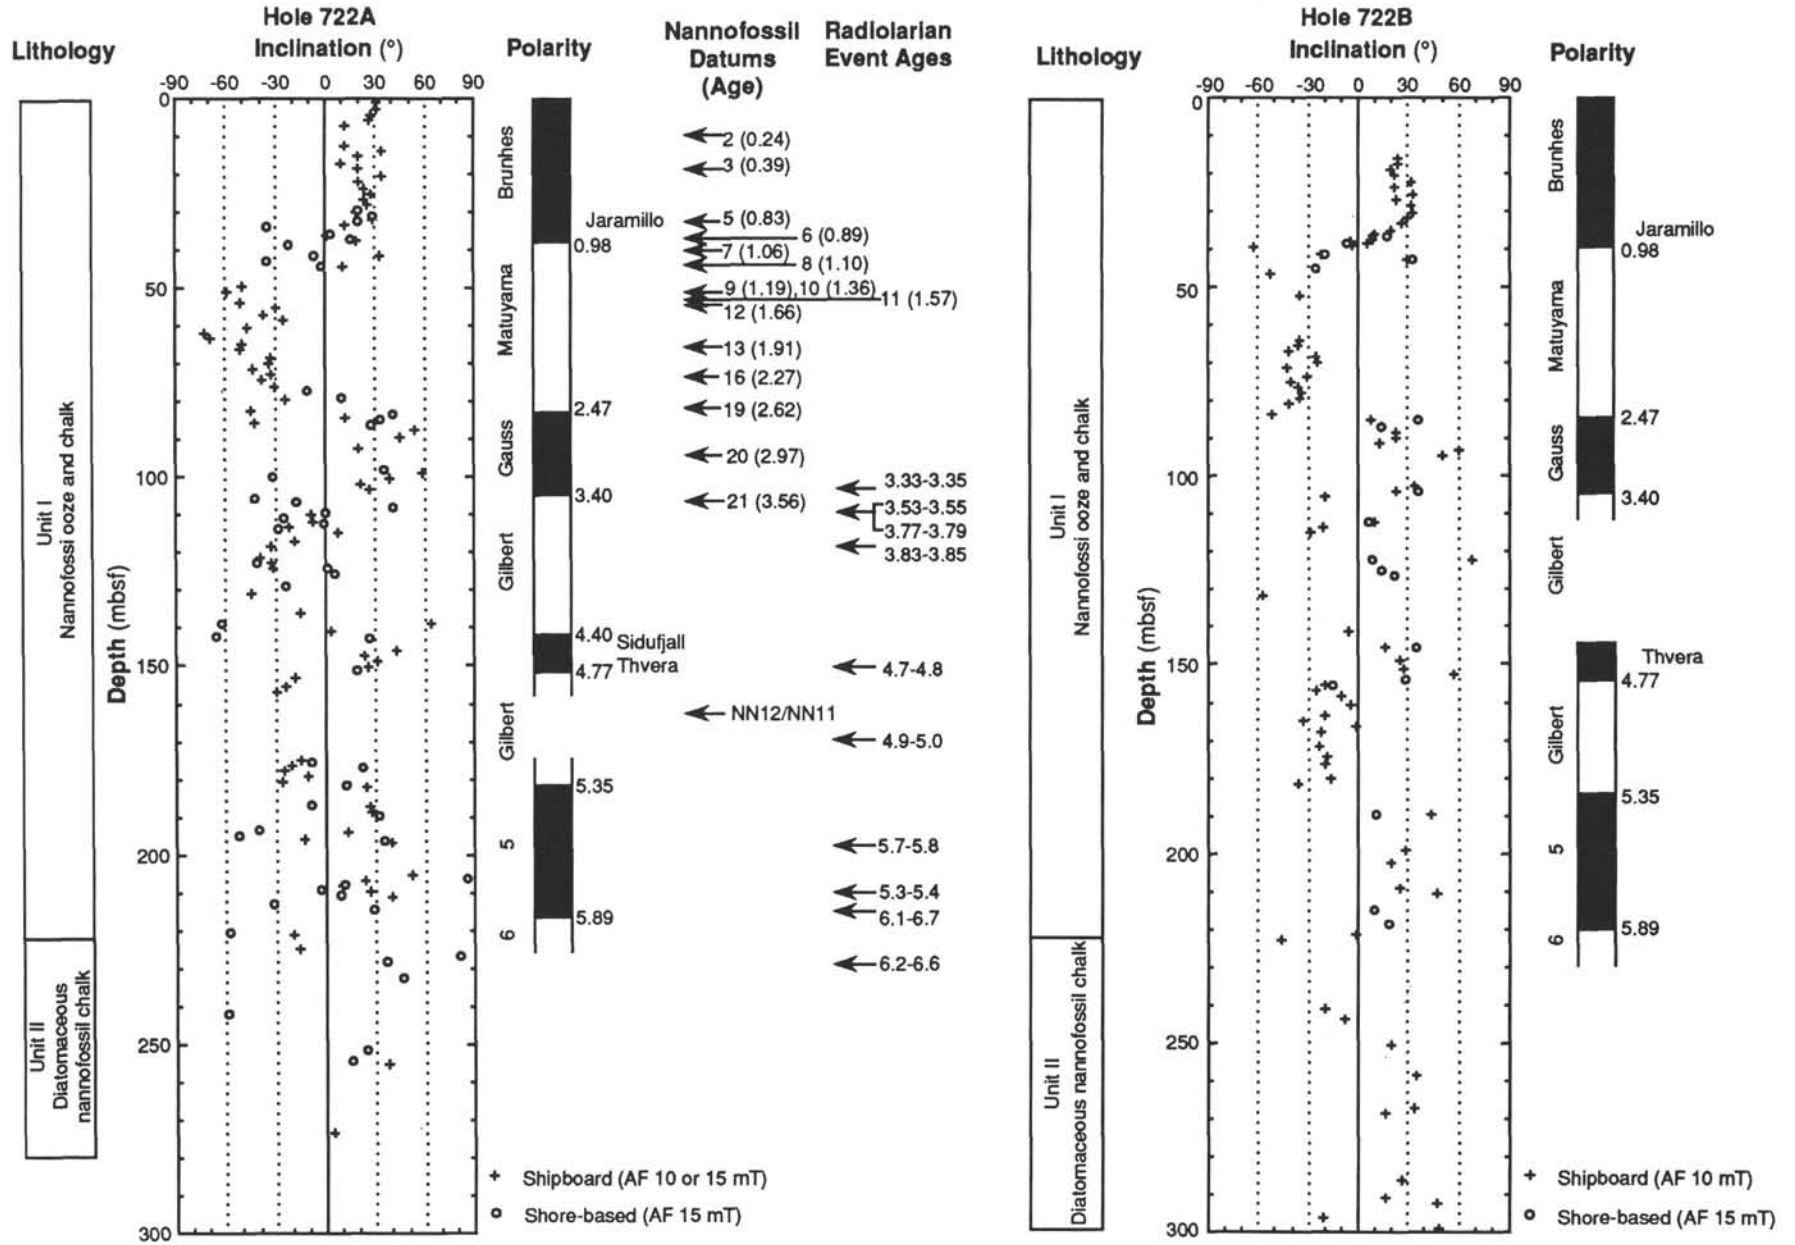 Hole 722A
Lithology
Inclination (°)
Polarity
Nannofossil
Datums
(Age)
Radiolarian
Event Ages
-90 -60 -30 0 30 60 90
0
50
100
150
200
250
300
Depth (mbsf)
Unit I
Nannofossi ooze and chalk
Unit II
Diatomaceous
nannofossil chalk
Brunhes
Matuyama
Gauss
Gilbert
Gilbert
5
6
Jaramillo
0.98
2.47
3.40
4.40 Sidufjall
Thvera
4.77
5.35
5.89
2 (0.24)
3 (0.39)
5 (0.83)
6 (0.89)
7 (1.06)
8 (1.10)
9 (1.19),10 (1.36)
11 (1.57)
12 (1.66)
13 (1.91)
16 (2.27)
19 (2.62)
20 (2.97)
21 (3.56)
NN12/NN11
3.33-3.35
3.53-3.55
3.77-3.79
3.83-3.85
4.7-4.8
4.9-5.0
5.7-5.8
5.3-5.4
6.1-6.7
6.2-6.6
+ Shipboard (AF 10 or 15 mT)
o Shore-based (AF 15 mT)
Hole 722B
Lithology
Inclination (°)
Polarity
-90 -60 -30 0 30 60 90
0
50
100
150
200
250
300
Depth (mbsf)
Unit I
Nannofossi ooze and chalk
Unit II
Diatomaceous nannofossil chalk
Brunhes
Matuyama
Gauss
Gilbert
Gilbert
5
6
Jaramillo
0.98
2.47
3.40
Thvera
4.77
5.35
5.89
+ Shipboard (AF 10 mT)
o Shore-based (AF 15 mT)